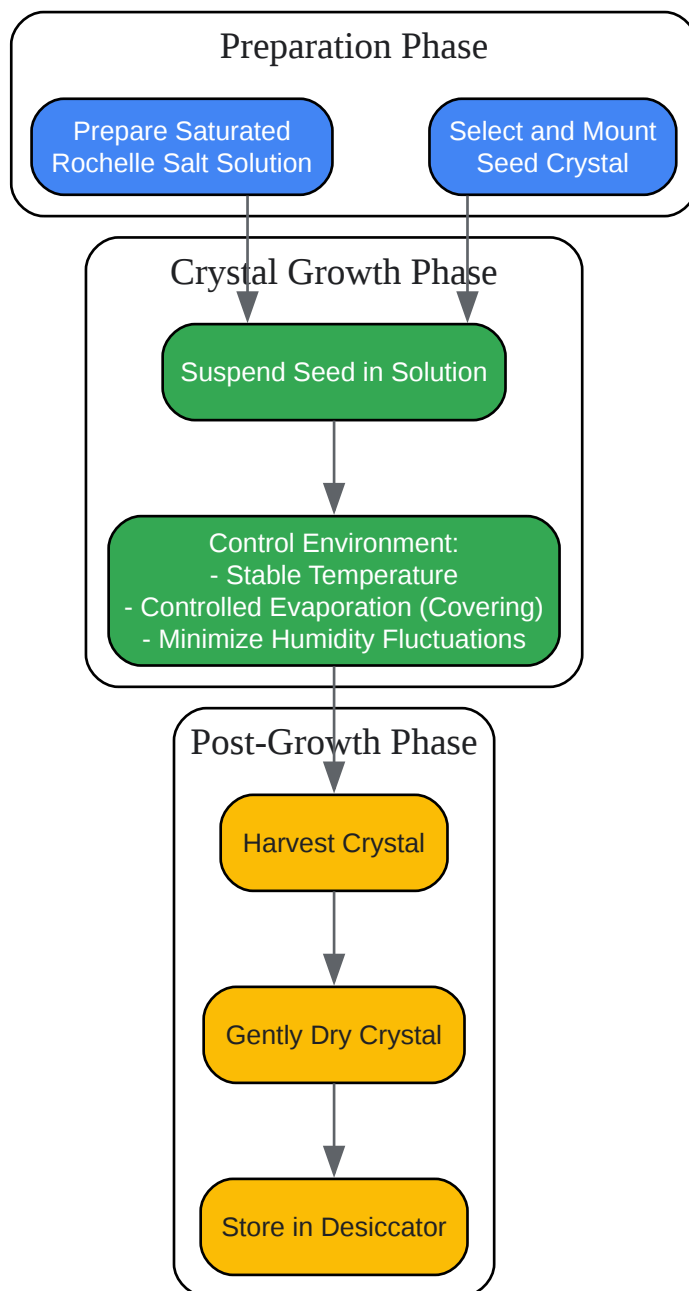 Preparation Phase
Prepare Saturated
Rochelle Salt Solution
Select and Mount
Seed Crystal
Crystal Growth Phase
Suspend Seed in Solution
Control Environment:
- Stable Temperature
- Controlled Evaporation (Covering)
- Minimize Humidity Fluctuations
Post-Growth Phase
Harvest Crystal
Gently Dry Crystal
Store in Desiccator